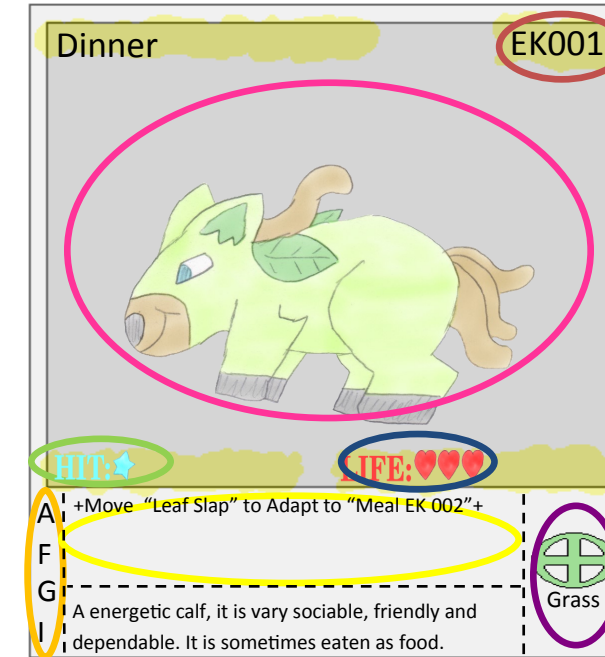 Dinner
EK001
HIT:
LIFE:
A
F
G
I
+Move “Leaf Slap” to Adapt to “Meal EK 002”+
Grass
A energetic calf, it is vary sociable, friendly and
dependable. It is sometimes eaten as food.